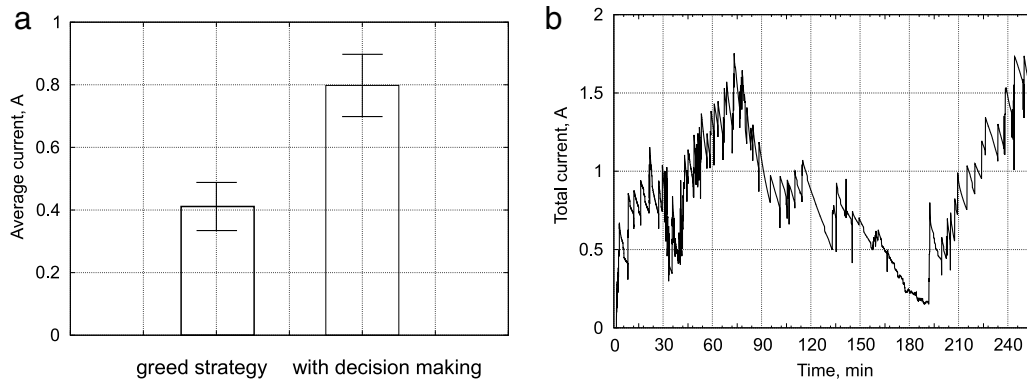 a
Average current, A
1
0.8
0.6
0.4
0.2
0
greed strategy
with decision making
b
Total current, A
2
1.5
1
0.5
0
0 30 60 90 120 150 180 210 240
Time, min